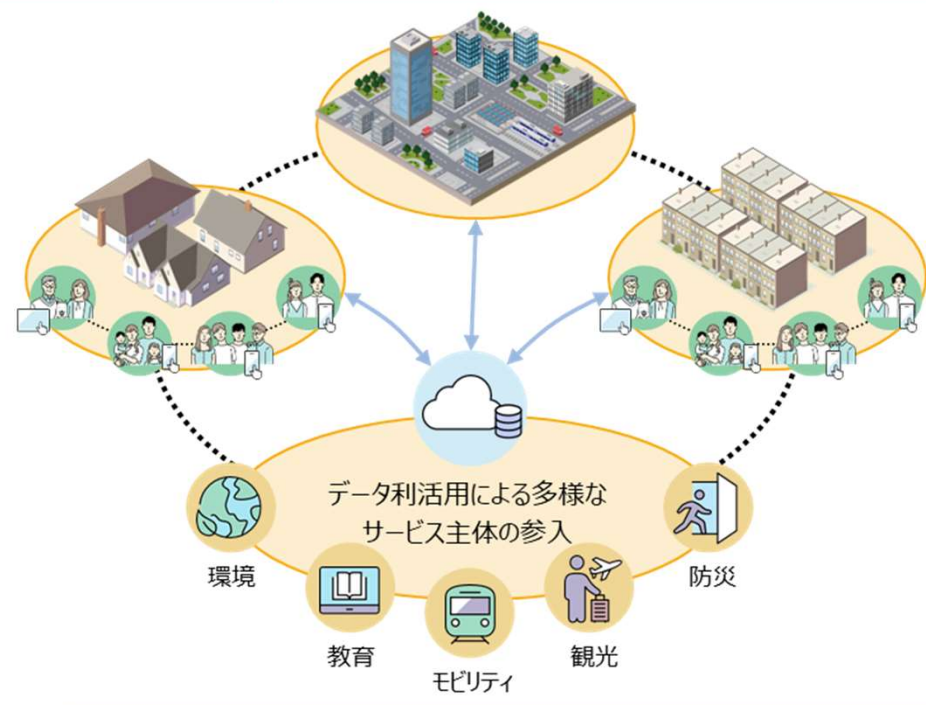 データ利活用による多様な
サービス主体の参入
環境
教育
モビリティ
観光
防災